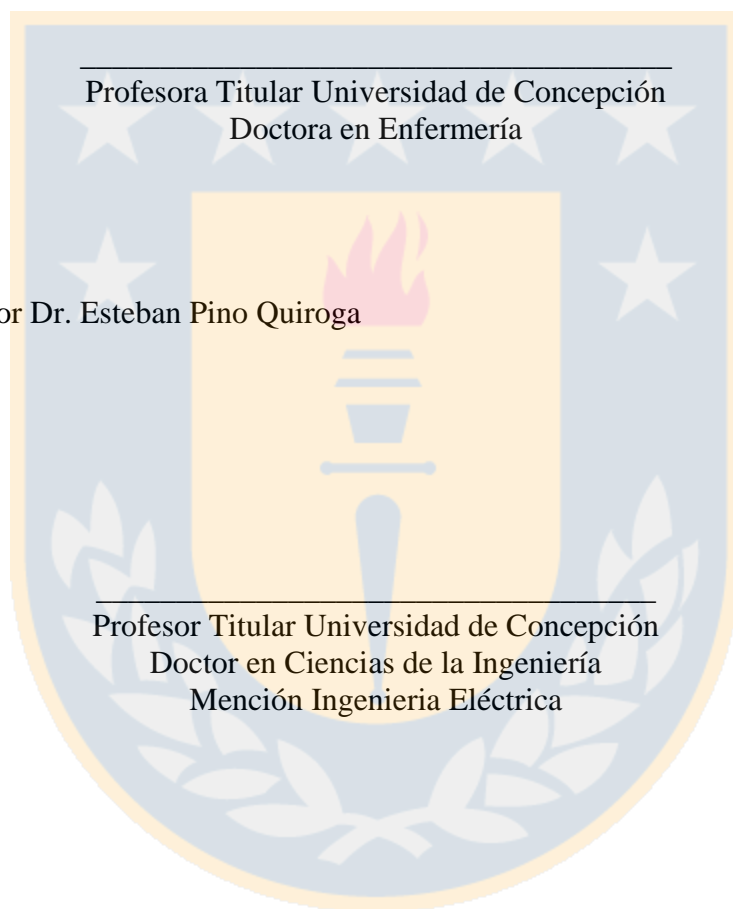 Profesora Titular Universidad de Concepción
Doctora en Enfermería
or Dr. Esteban Pino Quiroga
Profesor Titular Universidad de Concepción
Doctor en Ciencias de la Ingeniería
Mención Ingenieria Eléctrica